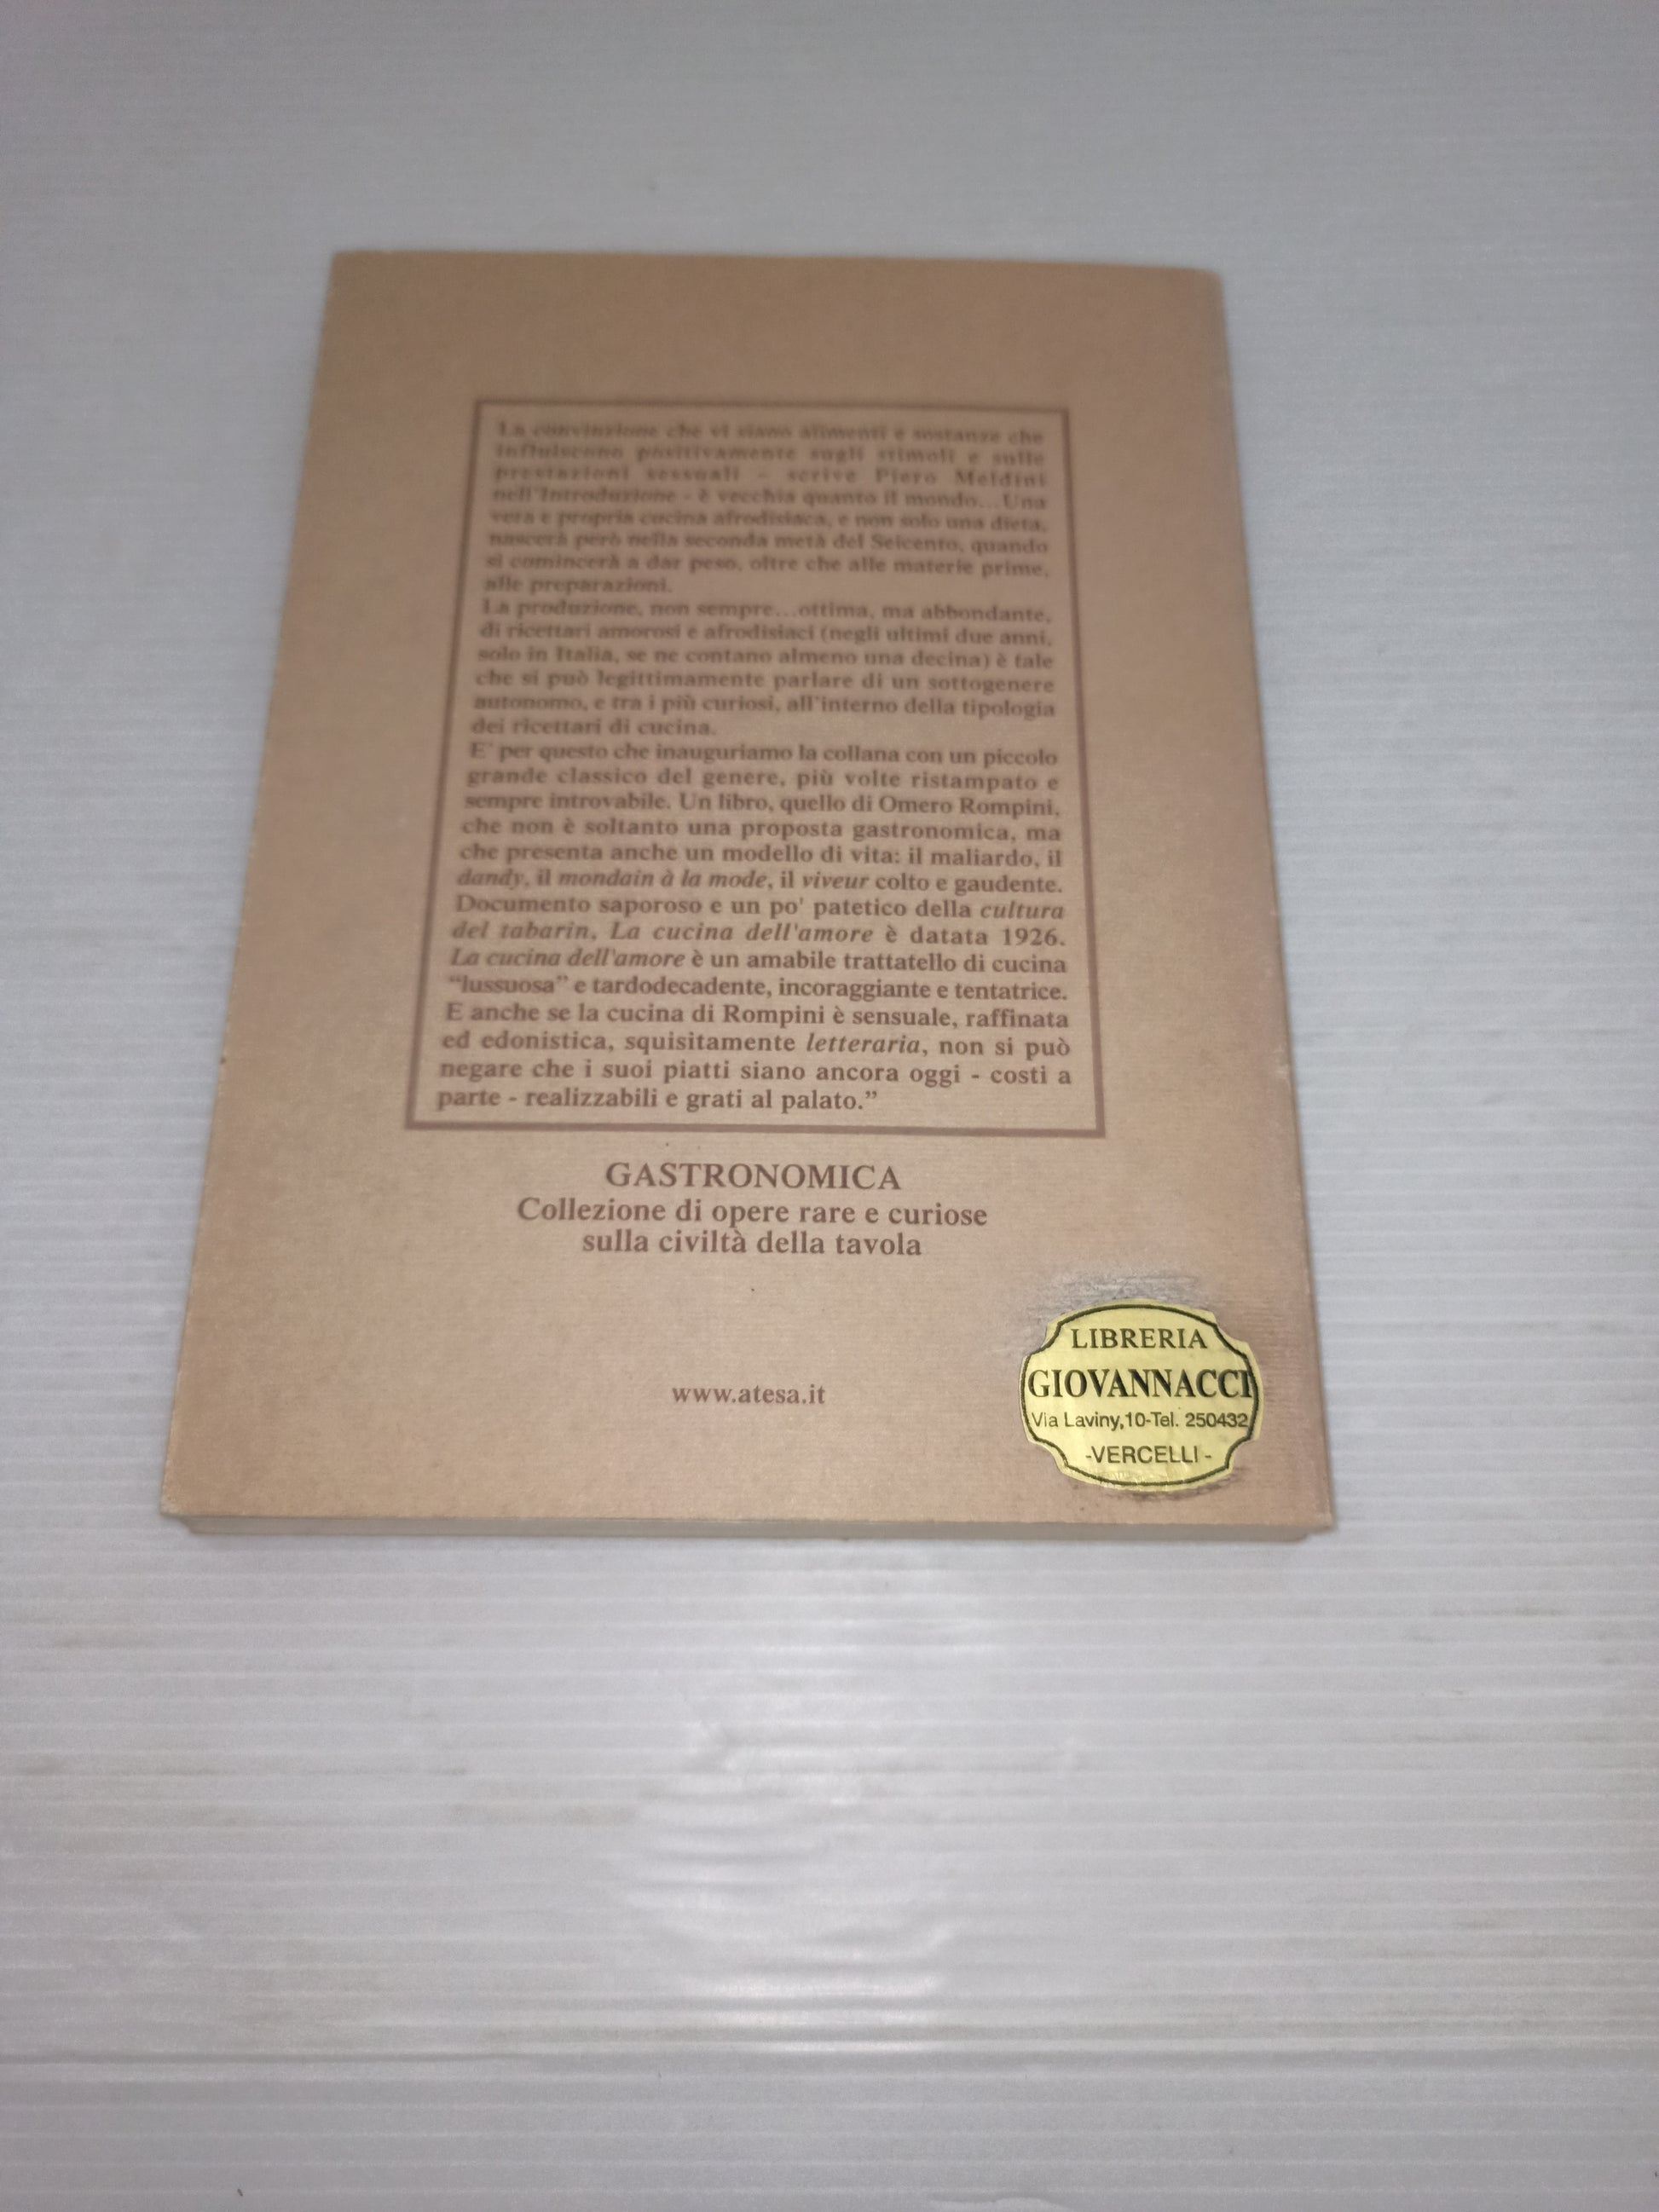 La convinzione che vi siano alimenti e sostanze che
influiscono positivamente sugli stimoli e sulle
prestazioni sessuali - scrive Piero Meldini
nell'Introduzione - è vecchia quanto il mondo...Una
vera e propria cucina afrodisiaca, e non solo una dieta,
nascerà però nella seconda metà del Seicento, quando
si comincerà a dar peso, oltre che alle materie prime,
alle preparazioni.
La produzione, non sempre...ottima, ma abbondante,
di ricettari amorosi e afrodisiaci (negli ultimi due anni,
solo in Italia, se ne contano almeno una decina) è tale
che si può legittimamente parlare di un sottogenere
autonomo, e tra i più curiosi, all'interno della tipologia
dei ricettari di cucina.
E' per questo che inauguriamo la collana con un piccolo
grande classico del genere, più volte ristampato e
sempre introvabile. Un libro, quello di Omero Rompini,
che non è soltanto una proposta gastronomica, ma
che presenta anche un modello di vita: il maliardo, il
dandy, il mondain à la mode, il viveur colto e gaudente.
Documento saporoso e un po' patetico della cultura
del tabarin, La cucina dell'amore è datata 1926.
La cucina dell'amore è un amabile trattatello di cucina
“lussuosa” e tardodecadente, incoraggiante e tentatrice.
E anche se la cucina di Rompini è sensuale, raffinata
ed edonistica, squisitamente letteraria, non si può
negare che i suoi piatti siano ancora oggi - costi a
parte - realizzabili e grati al palato.”
GASTRONOMICA
Collezione di opere rare e curiose
sulla civiltà della tavola
www.atesa.it
LIBRERIA
GIOVANNACCI
Via Laviny,10-Tel. 250432
-VERCELLI-